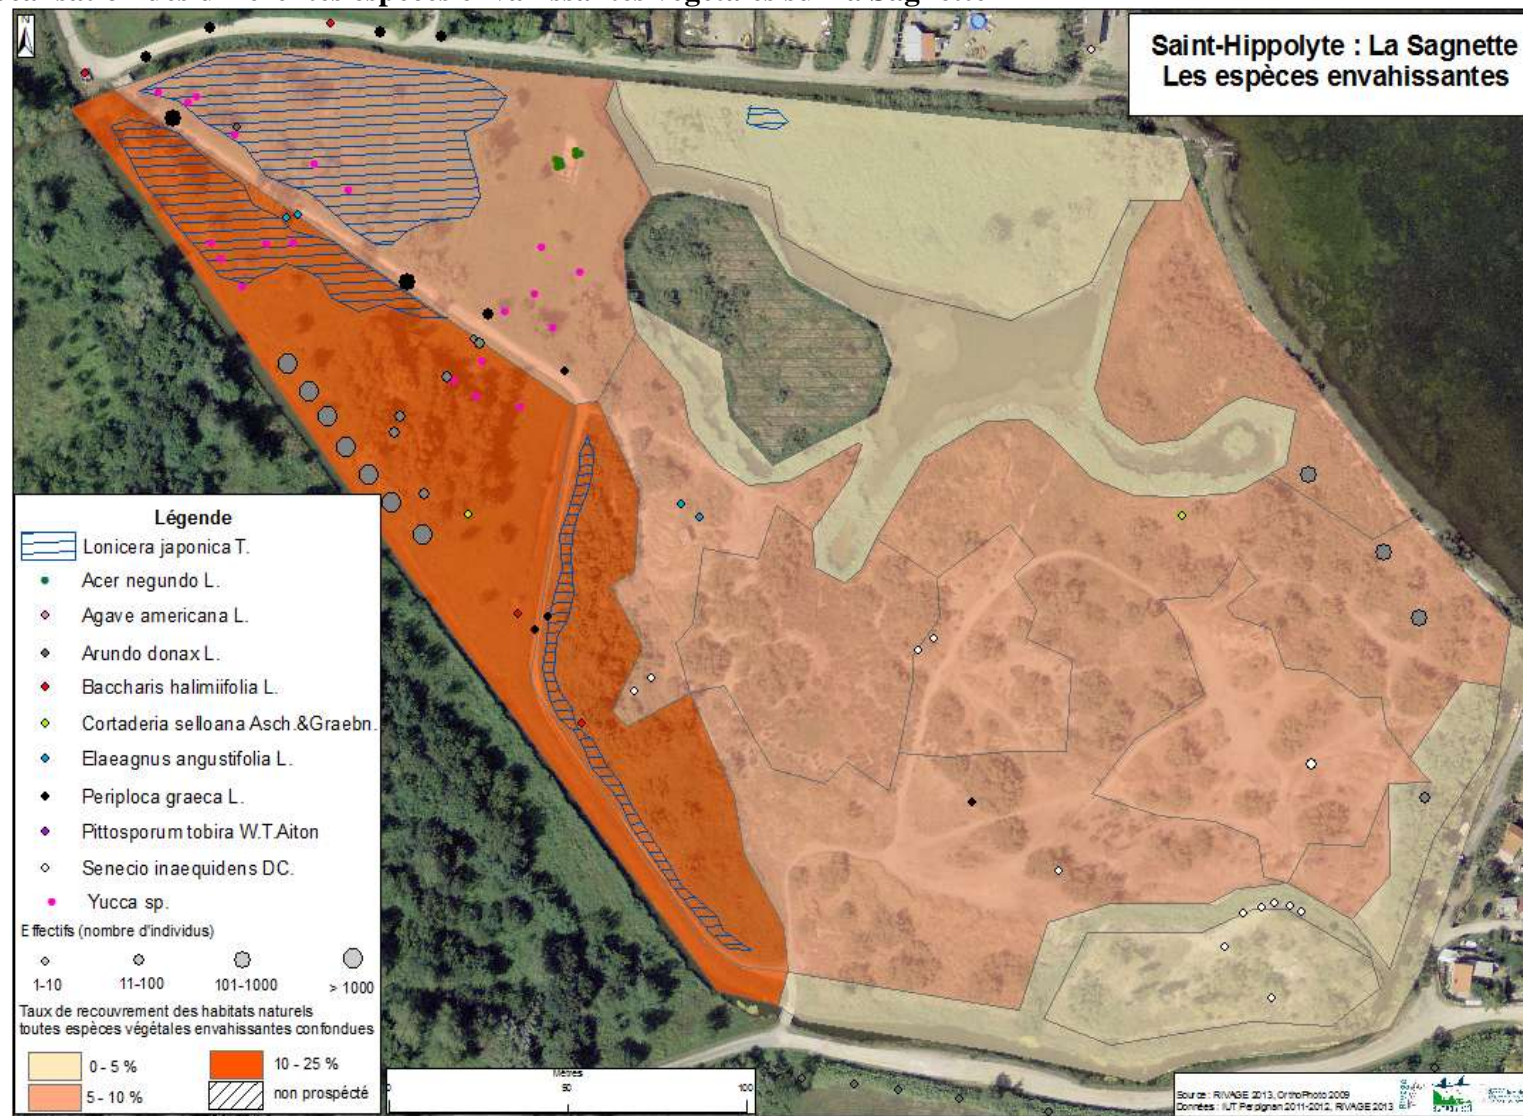 Saint-Hippolyte : La Sagnette
Les espèces envahissantes
N
Légende
Lonicera japonica T.
Acer negundo L.
Agave americana L.
Arundo donax L.
Baccharis halimiifolia L.
Cortaderia selloana Asch.&Graebn.
Elaeagnus angustifolia L.
Periploca graeca L.
Pittosporum tobira W.T.Aiton
Senecio inaequidens DC.
Yucca sp.
Effectifs (nombre d'individus)
1-10 11-100 101-1000 > 1000
Taux de recouvrement des habitats naturels
toutes espèces végétales envahissantes confondues
0 - 5 % 10 - 25 %
5 - 10 % non prospécté
Mètres
0 50 100
Source : RIVAGE 2013, OrthoPhoto 2009
Données : IUT Perpignan 2011-2012, RIVAGE 2013